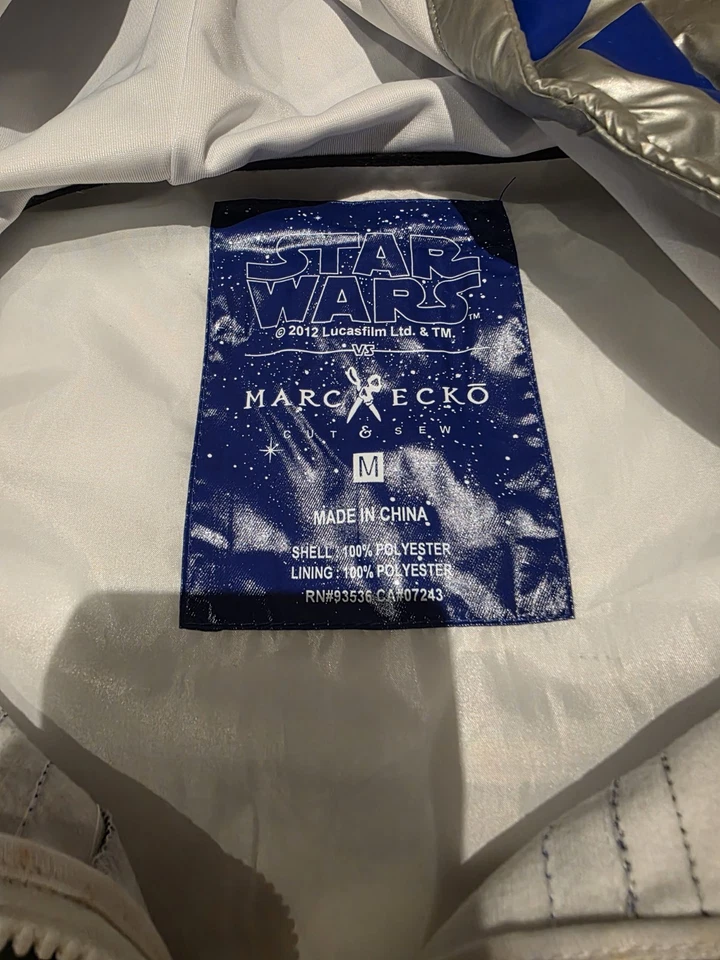 STAR
WARS™
© 2012 Lucasfilm Ltd. & TM.
VS
MARC ECKŌ
CUT & SEW
M
MADE IN CHINA
SHELL : 100% POLYESTER
LINING : 100% POLYESTER
RN#93536 CA#07243